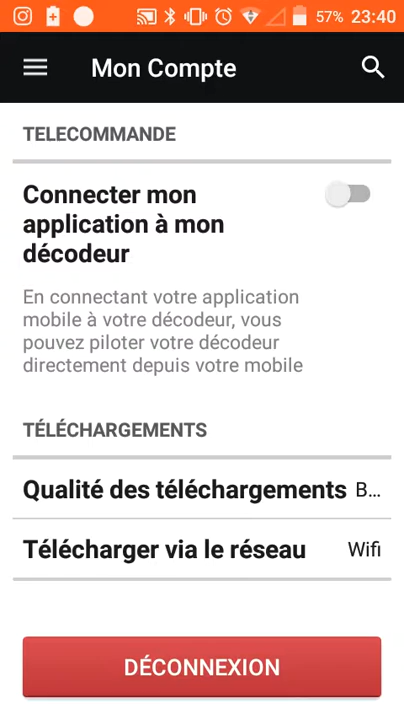 57% 23:40
Mon Compte
TELECOMMANDE
Connecter mon
application à mon
décodeur
En connectant votre application
mobile à votre décodeur, vous
pouvez piloter votre décodeur
directement depuis votre mobile
TÉLÉCHARGEMENTS
Qualité des téléchargements B...
Télécharger via le réseau Wifi
DÉCONNEXION